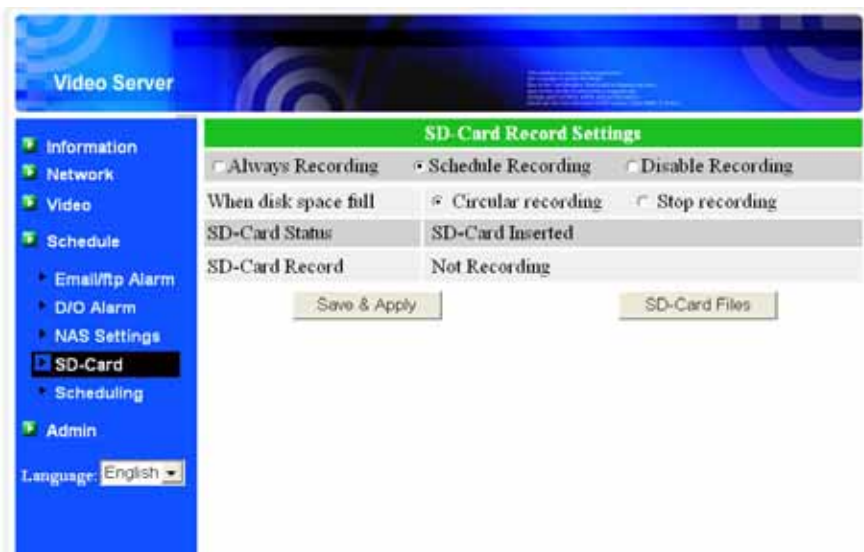 Video Server
Information
Network
Video
Schedule
Email/ftp Alarm
D/O Alarm
NAS Settings
SD-Card
Scheduling
Admin
Language: English
SD-Card Record Settings
Always Recording Schedule Recording Disable Recording
When disk space full Circular recording Stop recording
SD-Card Status SD-Card Inserted
SD-Card Record Not Recording
Save & Apply SD-Card Files